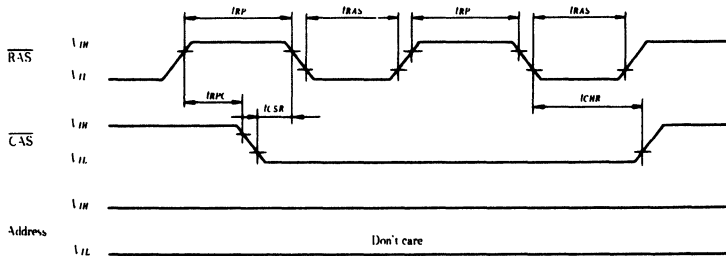 tRP tRAS tRP tRAS
RAS VIH
VIL
tRPC tCSR tCHR
CAS VIH
VIL
VIH
Address
VIL Don't care